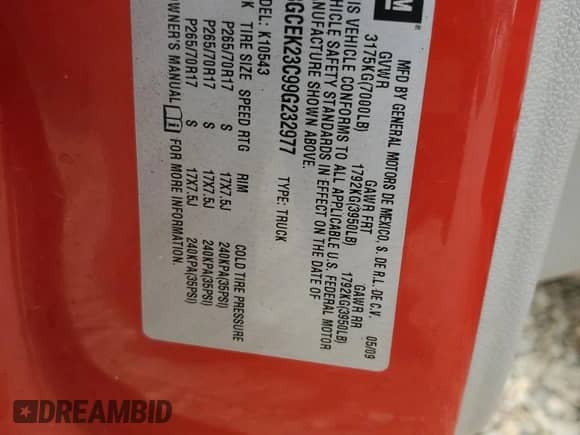 GM
MFD BY GENERAL MOTORS DE MEXICO, S. DE R.L. DE C.V. 05/09
GVWR GAWR FRT GAWR RR
3175KG(7000LB) 1792KG(3950LB) 1792KG(3950LB)
IS VEHICLE CONFORMS TO ALL APPLICABLE U.S. FEDERAL MOTOR
HICLE SAFETY STANDARDS IN EFFECT ON THE DATE OF
NUFACTURE SHOWN ABOVE.
GCEK23C09G232977 TYPE: TRUCK
DEL: K10543
K TIRE SIZE SPEED RTG RIM COLD TIRE PRESSURE
P265/70R17 S 17X7.5J 240KPA(35PSI)
P265/70R17 S 17X7.5J 240KPA(35PSI)
P265/70R17 S 17X7.5J 240KPA(35PSI)
OWNER'S MANUAL FOR MORE INFORMATION.
DREAMBID